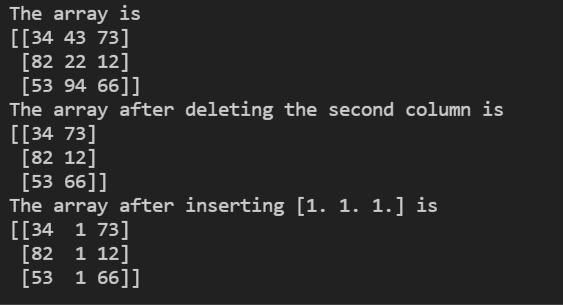 The array is
[[34 43 73]
 [82 22 12]
 [53 94 66]]
The array after deleting the second column is
[[34 73]
 [82 12]
 [53 66]]
The array after inserting [1. 1. 1.] is
[[34  1 73]
 [82  1 12]
 [53  1 66]]